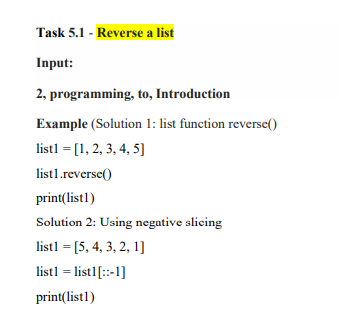 Task 5.1 - Reverse a list
Input:
2, programming, to, Introduction
Example (Solution 1: list function reverse()
list1 = [1, 2, 3, 4, 5]
list1.reverse()
print(list1)
Solution 2: Using negative slicing
list1 = [5, 4, 3, 2, 1]
list1 = list1[::-1]
print(list1)